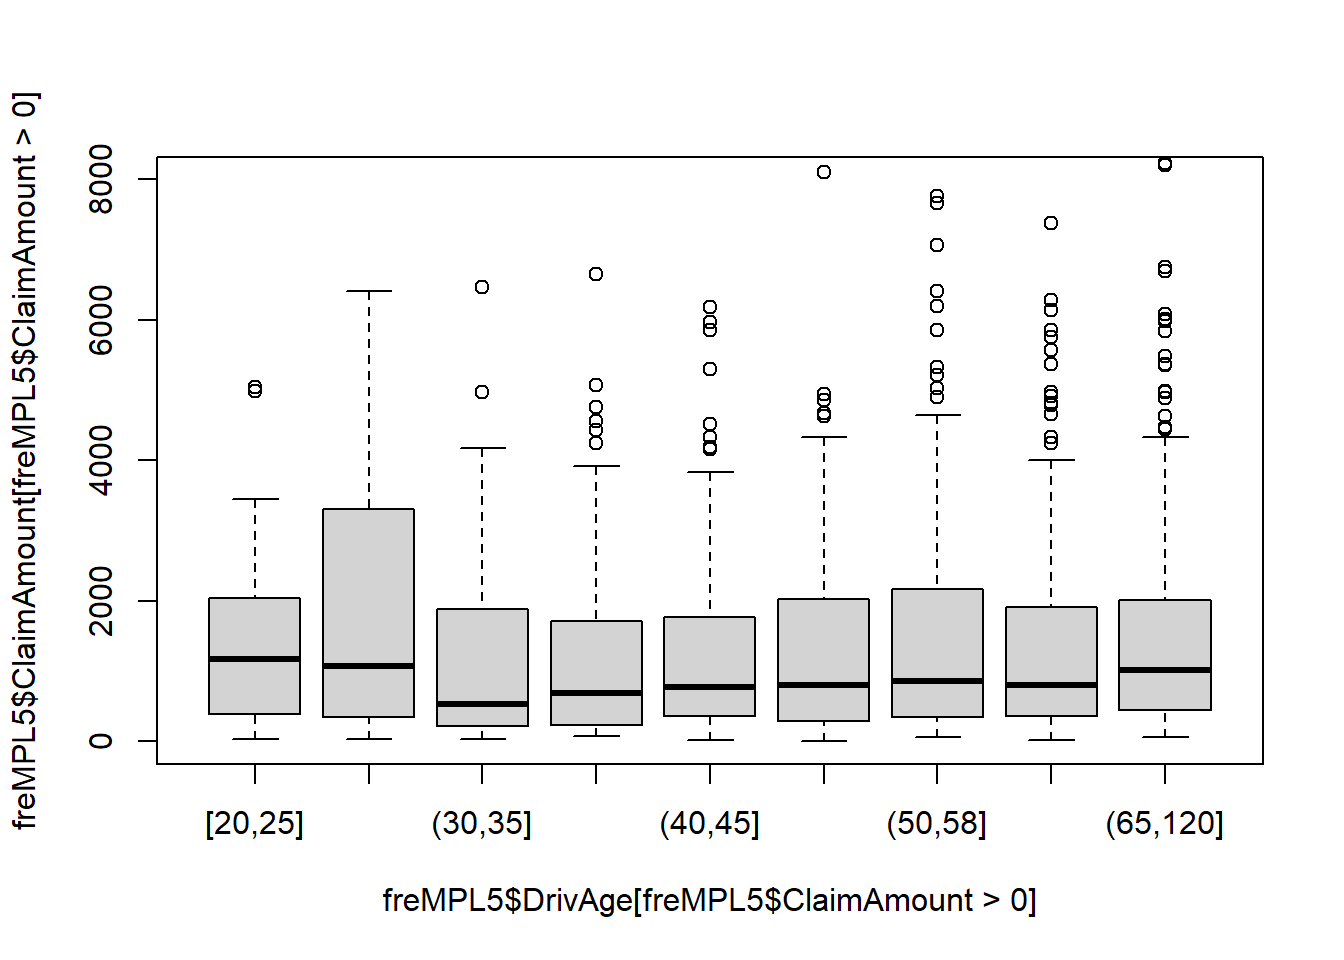 freMPL5$ClaimAmount[freMPL5$ClaimAmount > 0]
8000
6000
4000
2000
0
[20,25] (30,35] (40,45] (50,58] (65,120]
freMPL5$DrivAge[freMPL5$ClaimAmount > 0]